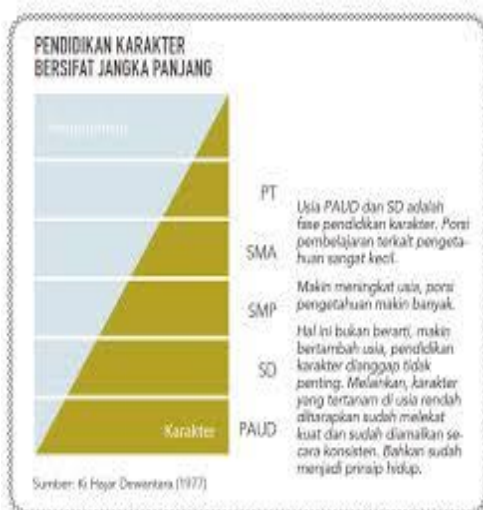 PENDIDIKAN KARAKTER
BERSIFAT JANGKA PANJANG
PT
SMA
SMP
SD
PAUD
Karakter
Usia PAUD dan SD adalah
fase pendidikan karakter. Porsi
pembelajaran terkait pengeta-
huan sangat kecil.
Makin meningkat usia, porsi
pengetahuan makin banyak.
Hal ini bukan berarti, makin
bertambah usia, pendidikan
karakter dianggap tidak
penting. Melainkan, karakter
yang tertanam di usia rendah
diharapkan sudah melekat
kuat dan sudah diamalkan se-
cara konsisten. Bahkan sudah
menjadi prinsip hidup.
Sumber: Ki Hajar Dewantara (1977)